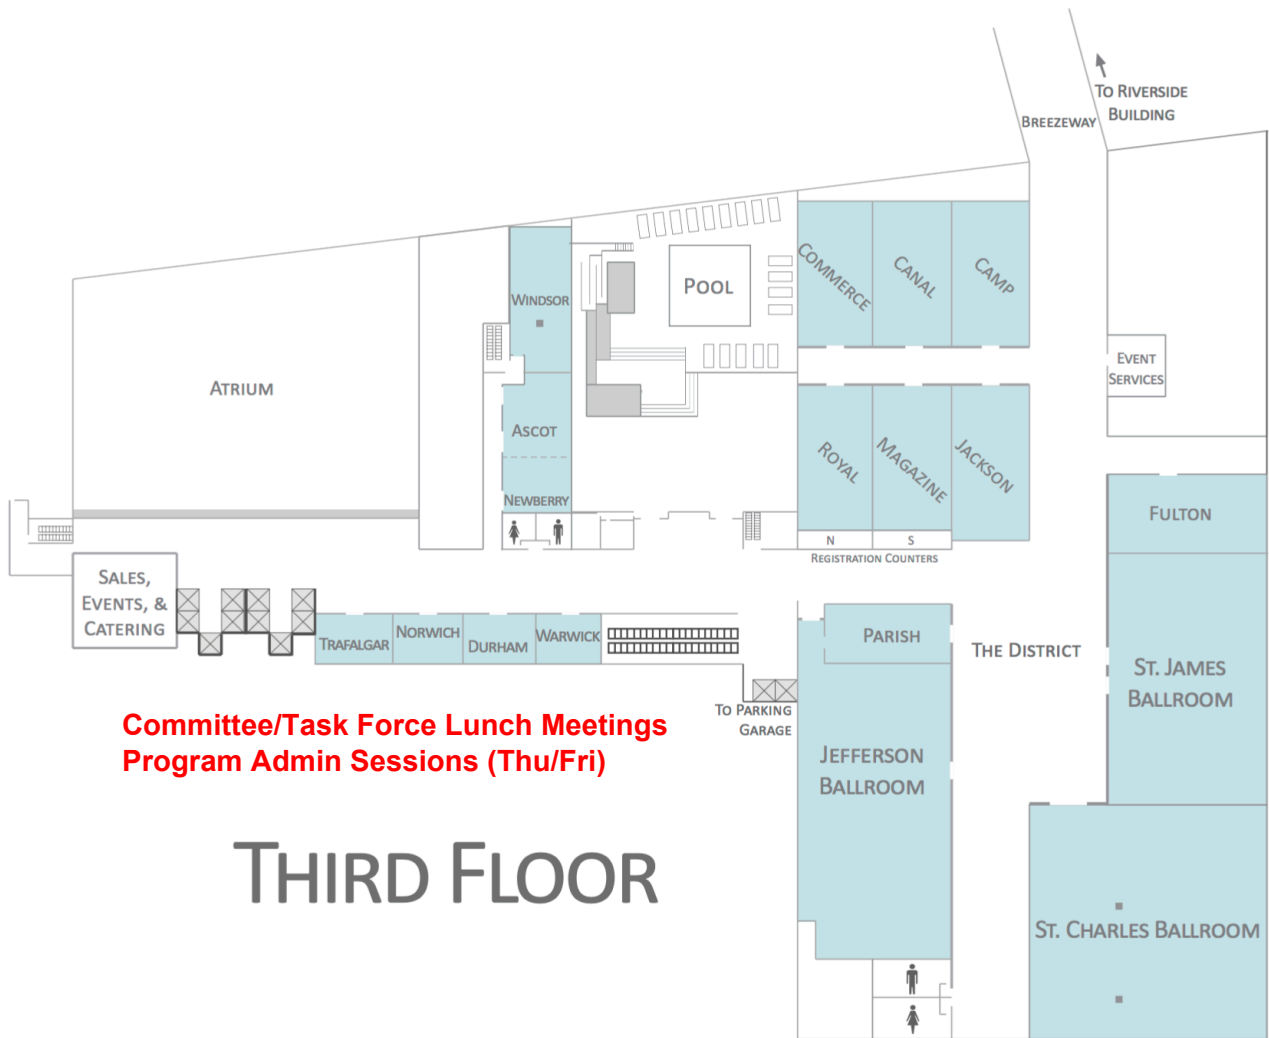 To Riverside
Building
Breezeway
Commerce
Canal
Camp
Windsor
Pool
Event
Services
Atrium
Ascot
Royal
Magazine
Jackson
Newberry
Fulton
N
S
Registration Counters
Sales,
Events, &
Catering
Trafalgar
Norwich
Durham
Warwick
Parish
The District
St. James
Ballroom
To Parking
Garage
Committee/Task Force Lunch Meetings
Program Admin Sessions (Thu/Fri)
Jefferson
Ballroom
Third Floor
St. Charles Ballroom